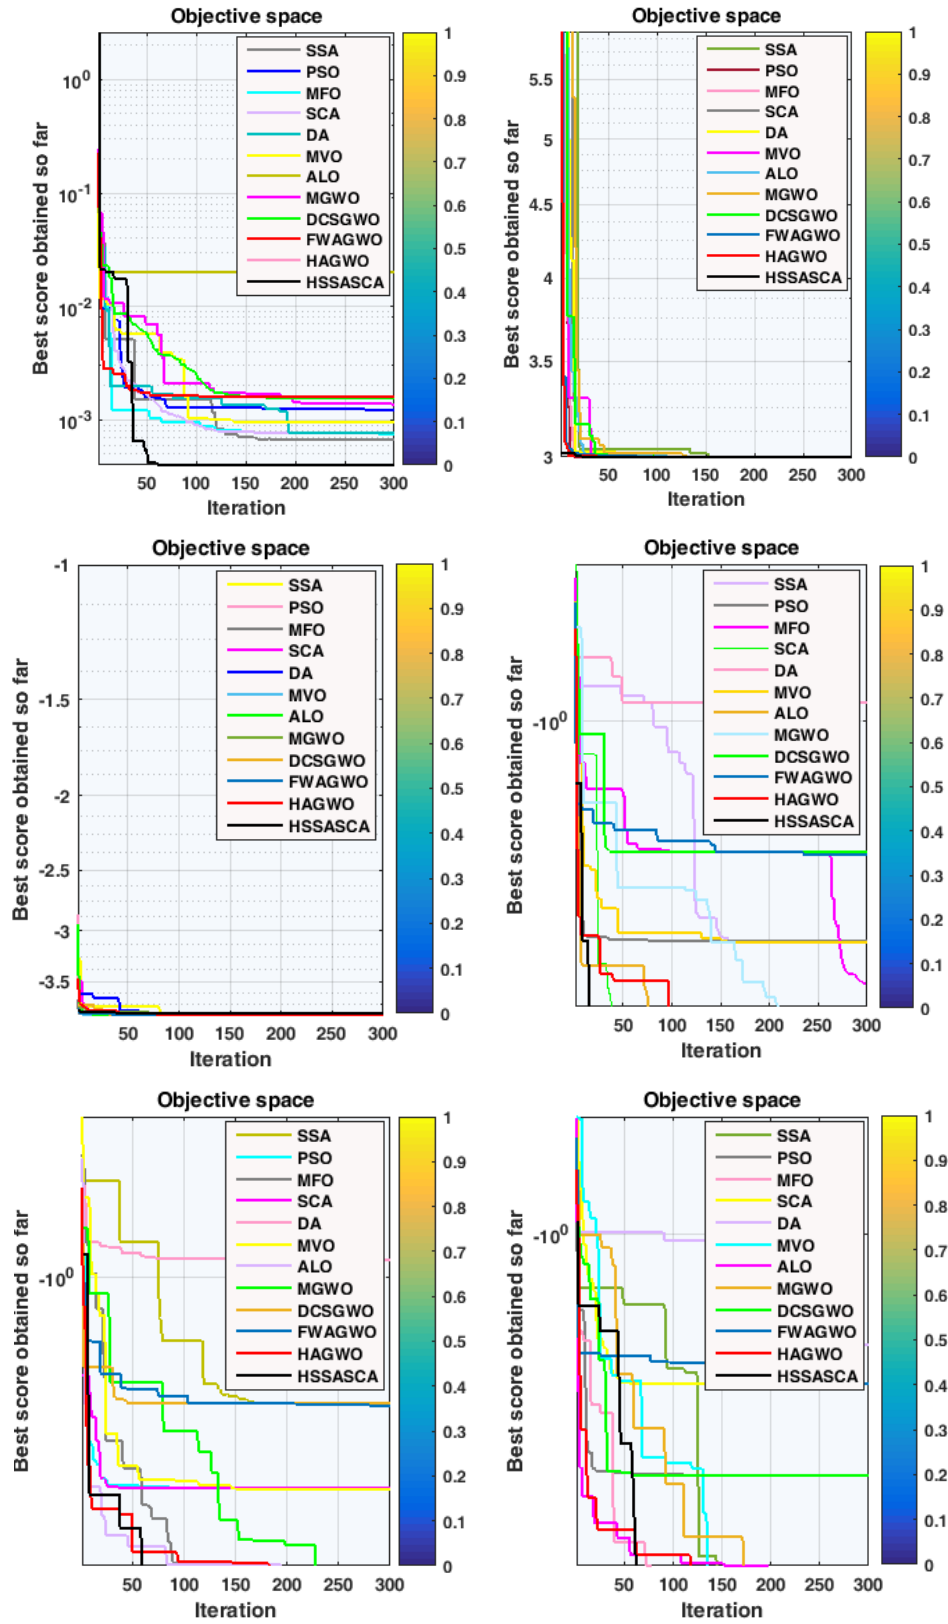 Objective space
Best score obtained so far
10^0
10^-1
10^-2
10^-3
50 100 150 200 250 300
Iteration
SSA
PSO
MFO
SCA
DA
MVO
ALO
MGWO
DCSGWO
FWAGWO
HAGWO
HSSASCA
1
0.9
0.8
0.7
0.6
0.5
0.4
0.3
0.2
0.1
0
Objective space
Best score obtained so far
5.5
5
4.5
4
3.5
3
50 100 150 200 250 300
Iteration
SSA
PSO
MFO
SCA
DA
MVO
ALO
MGWO
DCSGWO
FWAGWO
HAGWO
HSSASCA
1
0.9
0.8
0.7
0.6
0.5
0.4
0.3
0.2
0.1
0
Objective space
Best score obtained so far
-1
-1.5
-2
-2.5
-3
-3.5
50 100 150 200 250 300
Iteration
SSA
PSO
MFO
SCA
DA
MVO
ALO
MGWO
DCSGWO
FWAGWO
HAGWO
HSSASCA
1
0.9
0.8
0.7
0.6
0.5
0.4
0.3
0.2
0.1
0
Objective space
Best score obtained so far
-10^0
50 100 150 200 250 300
Iteration
SSA
PSO
MFO
SCA
DA
MVO
ALO
MGWO
DCSGWO
FWAGWO
HAGWO
HSSASCA
1
0.9
0.8
0.7
0.6
0.5
0.4
0.3
0.2
0.1
0
Objective space
Best score obtained so far
-10^0
50 100 150 200 250 300
Iteration
SSA
PSO
MFO
SCA
DA
MVO
ALO
MGWO
DCSGWO
FWAGWO
HAGWO
HSSASCA
1
0.9
0.8
0.7
0.6
0.5
0.4
0.3
0.2
0.1
0
Objective space
Best score obtained so far
-10^0
50 100 150 200 250 300
Iteration
SSA
PSO
MFO
SCA
DA
MVO
ALO
MGWO
DCSGWO
FWAGWO
HAGWO
HSSASCA
1
0.9
0.8
0.7
0.6
0.5
0.4
0.3
0.2
0.1
0